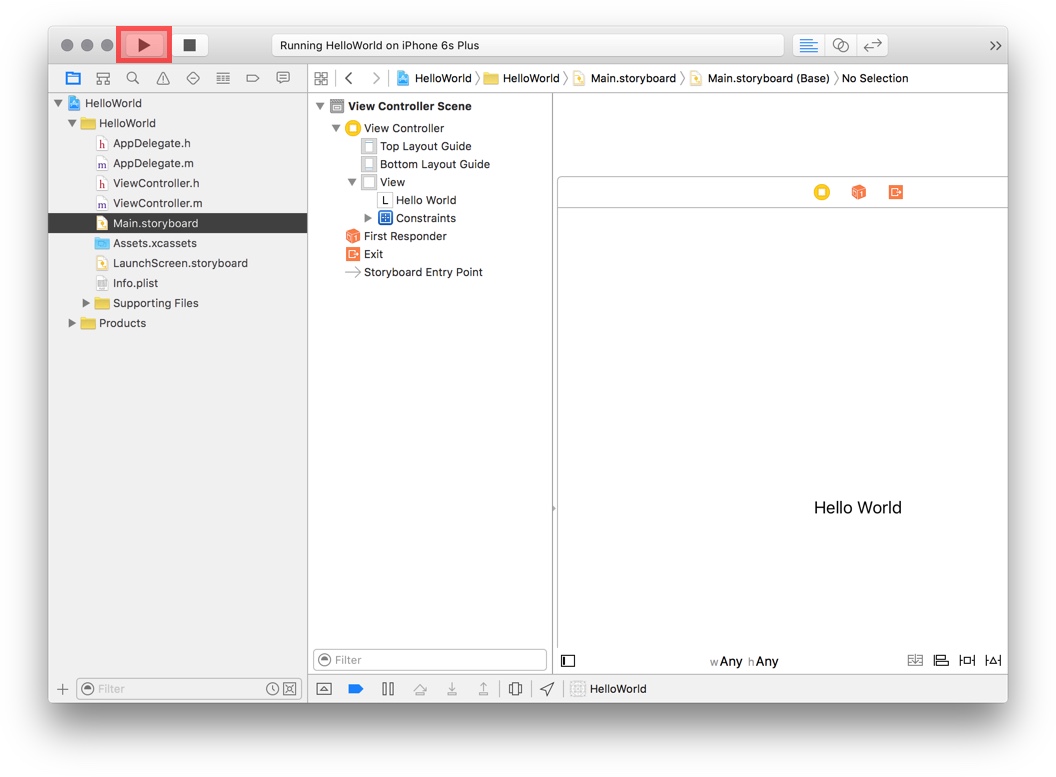 Running HelloWorld on iPhone 6s Plus
HelloWorld
HelloWorld
Main.storyboard
Main.storyboard (Base)
No Selection
HelloWorld
HelloWorld
h AppDelegate.h
m AppDelegate.m
h ViewController.h
m ViewController.m
Main.storyboard
Assets.xcassets
LaunchScreen.storyboard
Info.plist
Supporting Files
Products
Filter
View Controller Scene
View Controller
Top Layout Guide
Bottom Layout Guide
View
L Hello World
Constraints
First Responder
Exit
Storyboard Entry Point
Filter
Hello World
wAny hAny
HelloWorld